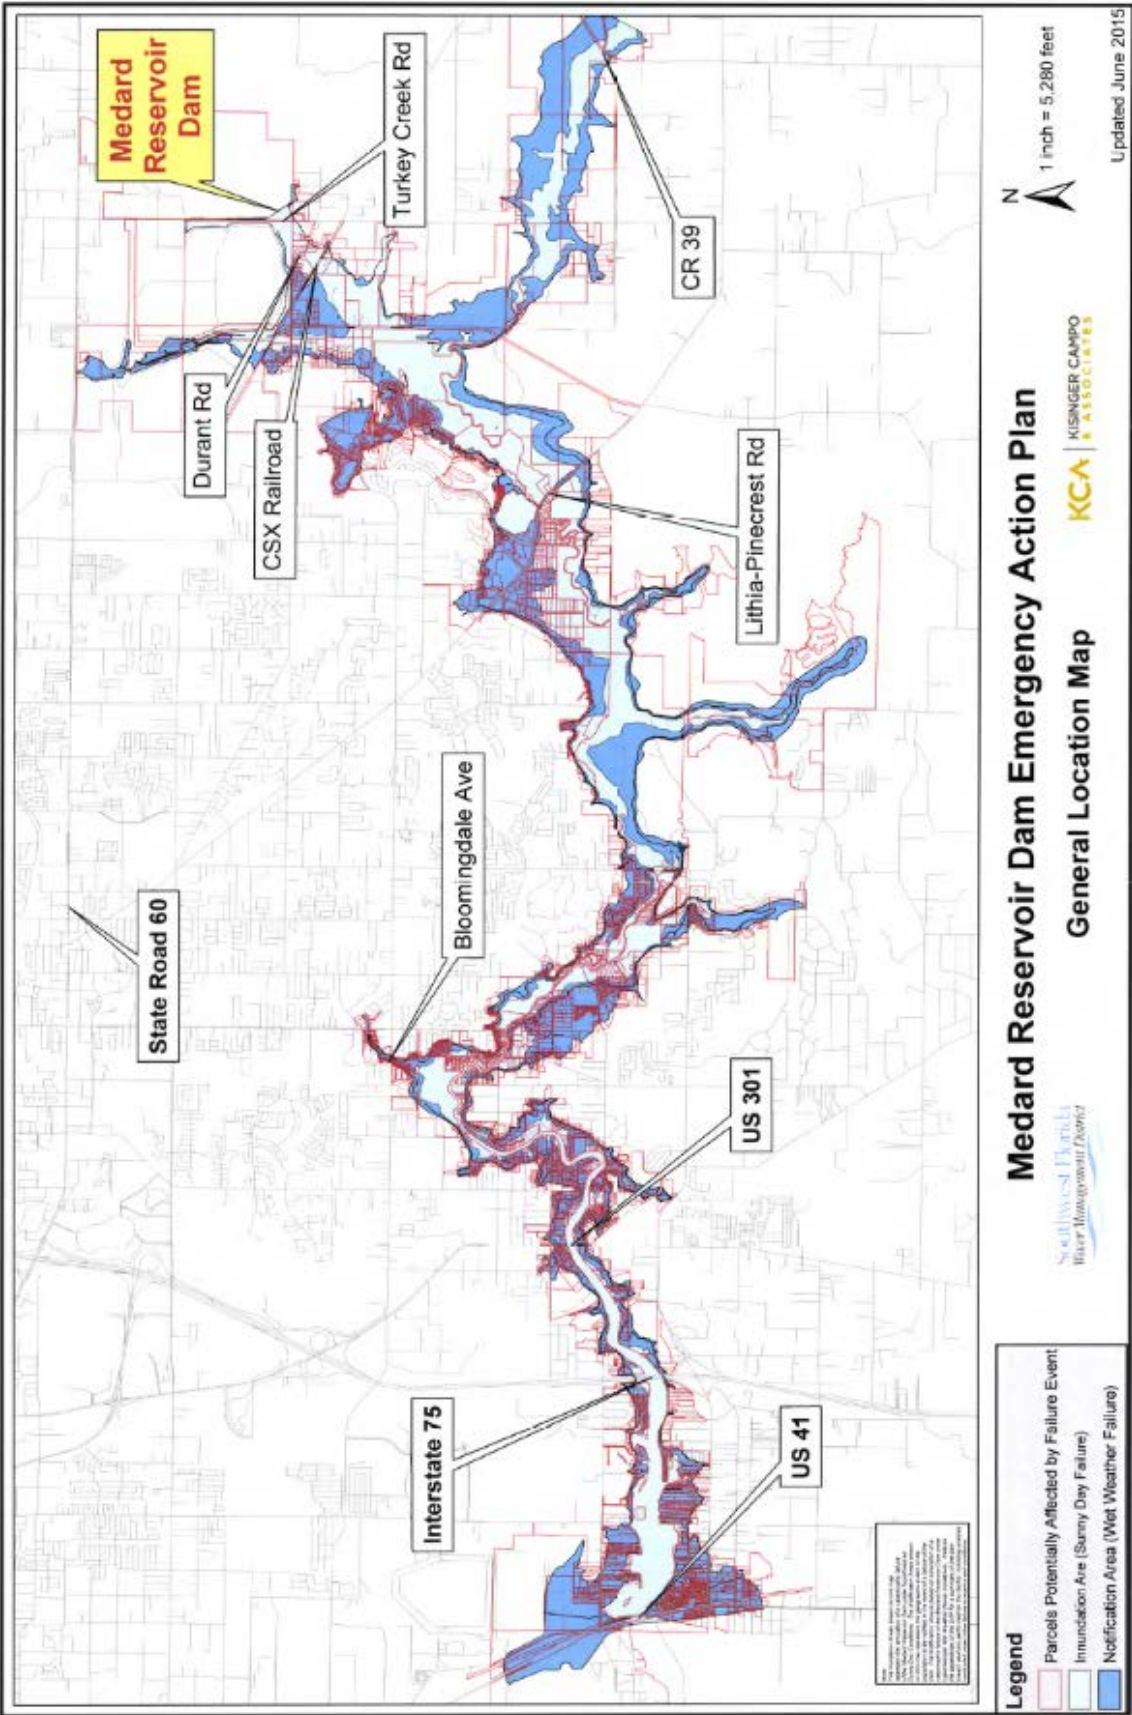 Medard
Reservoir
Dam
Turkey Creek Rd
Durant Rd
CSX Railroad
CR 39
Lithia-Pinecrest Rd
State Road 60
Bloomingdale Ave
US 301
Interstate 75
US 41
Medard Reservoir Dam Emergency Action Plan
General Location Map
Southwest Florida
Water Management District
KCA
KISINGER CAMPO
& ASSOCIATES
N
1 inch = 5,280 feet
Updated June 2015
Legend
Parcels Potentially Affected by Failure Event
Innundation Are (Sunny Day Failure)
Notification Area (Wet Weather Failure)